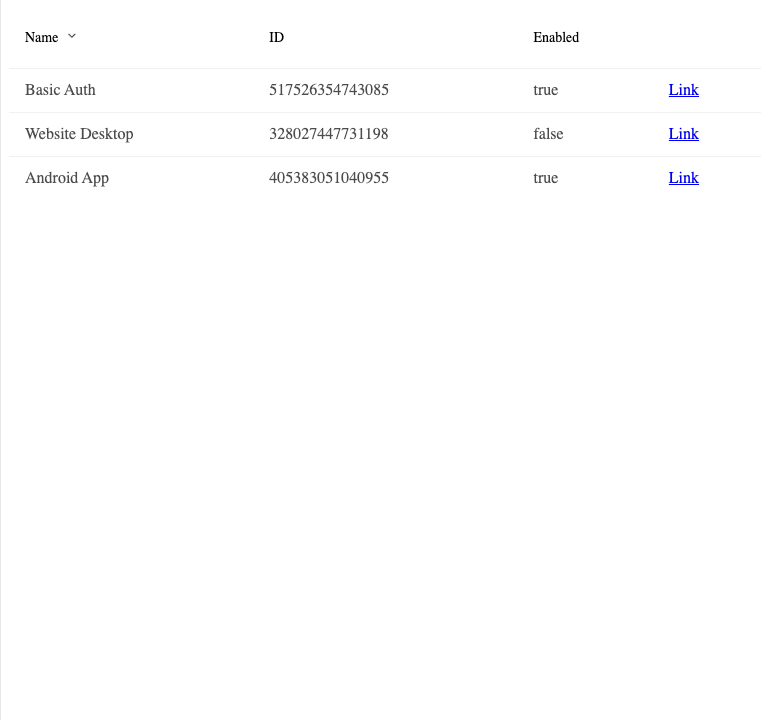 Name ID Enabled
Basic Auth 517526354743085 true Link
Website Desktop 328027447731198 false Link
Android App 405383051040955 true Link